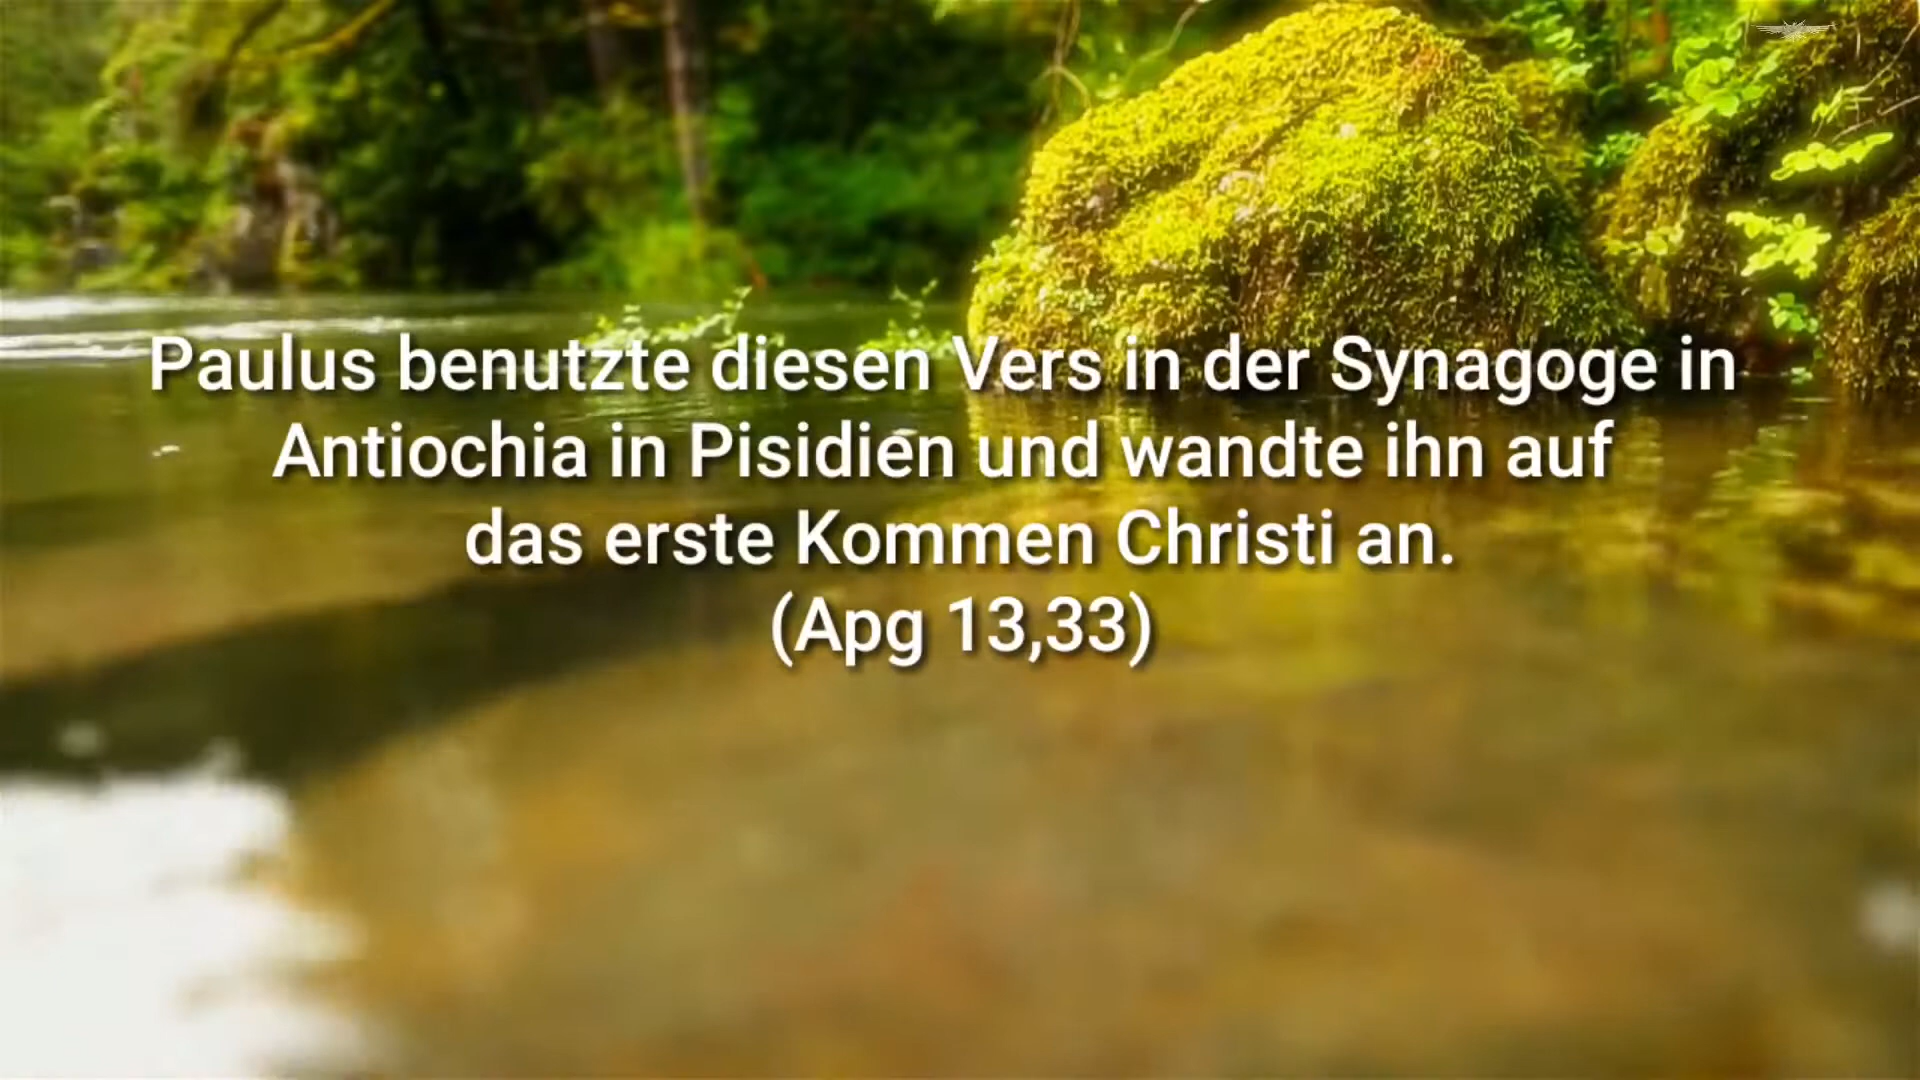 Paulus benutzte diesen Vers in der Synagoge in
Antiochia in Pisidien und wandte ihn auf
das erste Kommen Christi an.
(Apg 13,33)